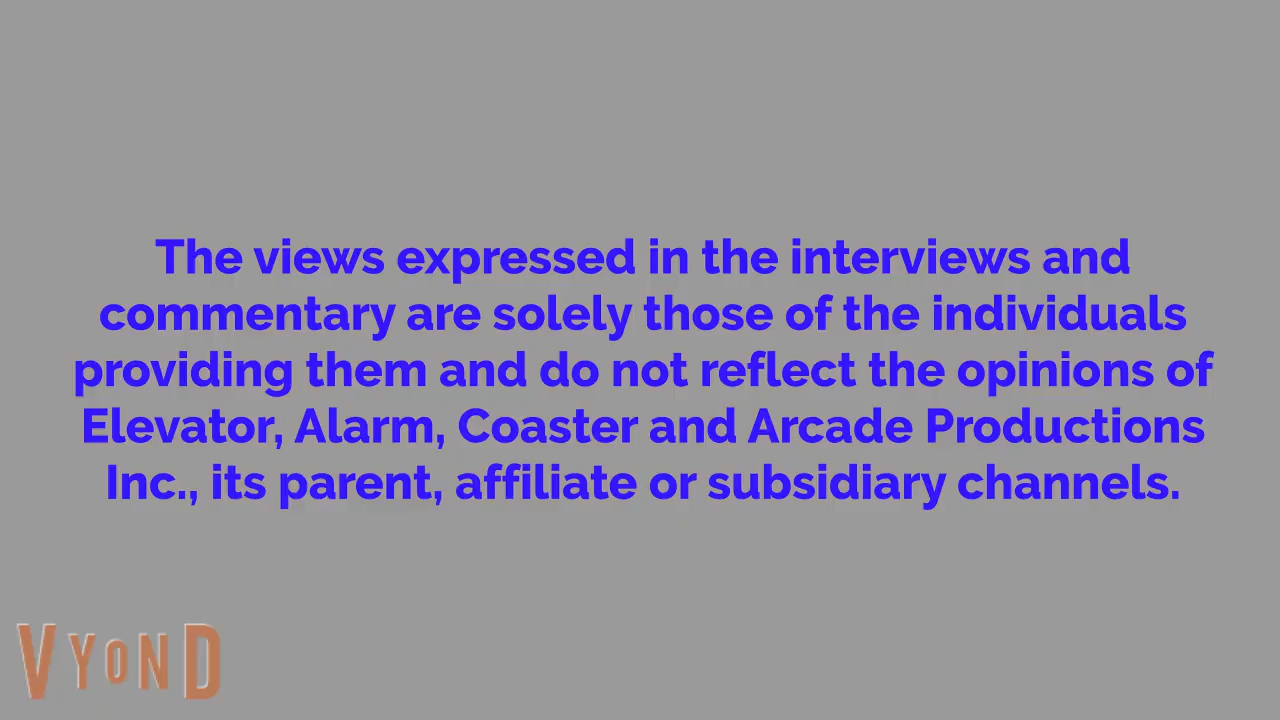 The views expressed in the interviews and
commentary are solely those of the individuals
providing them and do not reflect the opinions of
Elevator, Alarm, Coaster and Arcade Productions
Inc., its parent, affiliate or subsidiary channels.
VYOND